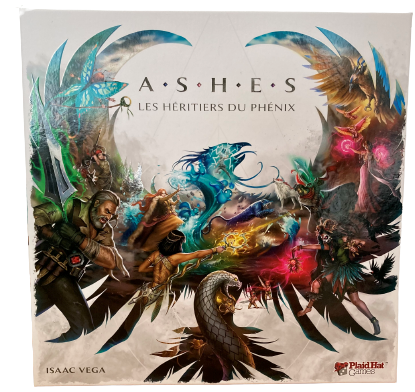 A·S·H·E·S
LES HÉRITIERS DU PHÉNIX
ISAAC VEGA
Plaid Hat
Games